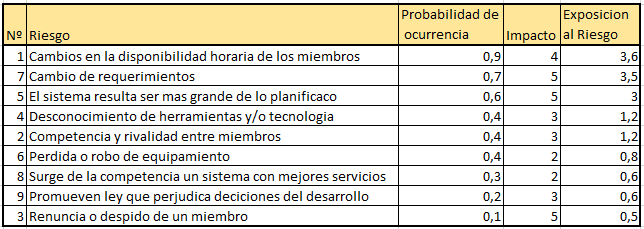 Nº Riesgo Probabilidad de ocurrencia Impacto Exposicion al Riesgo
1 Cambios en la disponibilidad horaria de los miembros 0,9 4 3,6
7 Cambio de requerimientos 0,7 5 3,5
5 El sistema resulta ser mas grande de lo planificaco 0,6 5 3
4 Desconocimiento de herramientas y/o tecnologia 0,4 3 1,2
2 Competencia y rivalidad entre miembros 0,4 3 1,2
6 Perdida o robo de equipamiento 0,4 2 0,8
8 Surge de la competencia un sistema con mejores servicios 0,3 2 0,6
9 Promueven ley que perjudica deciciones del desarrollo 0,2 3 0,6
3 Renuncia o despido de un miembro 0,1 5 0,5